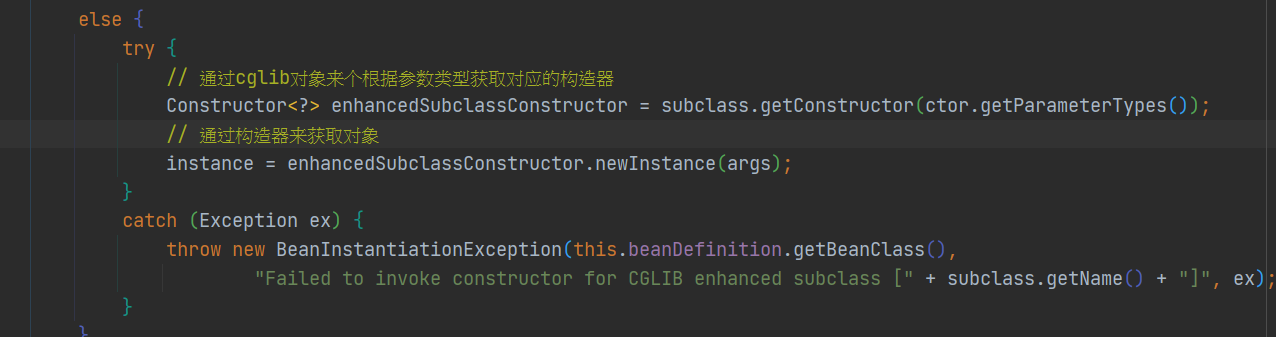 else {
try {
// 通过cglib对象来个根据参数类型获取对应的构造器
Constructor<?> enhancedSubclassConstructor = subclass.getConstructor(ctor.getParameterTypes());
// 通过构造器来获取对象
instance = enhancedSubclassConstructor.newInstance(args);
}
catch (Exception ex) {
throw new BeanInstantiationException(this.beanDefinition.getBeanClass(),
"Failed to invoke constructor for CGLIB enhanced subclass [" + subclass.getName() + "]", ex);
}
}